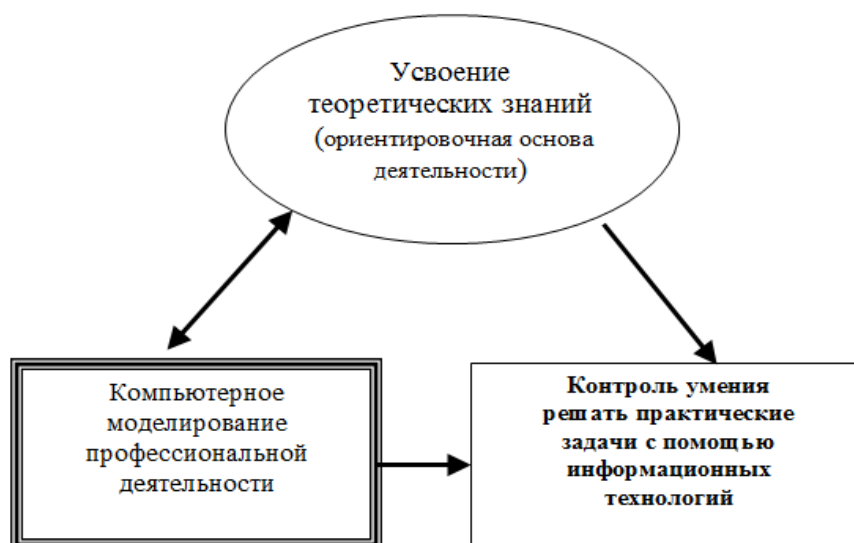 Усвоение
теоретических знаний
(ориентировочная основа
деятельности)
Компьютерное
моделирование
профессиональной
деятельности
Контроль умения
решать практические
задачи с помощью
информационных
технологий